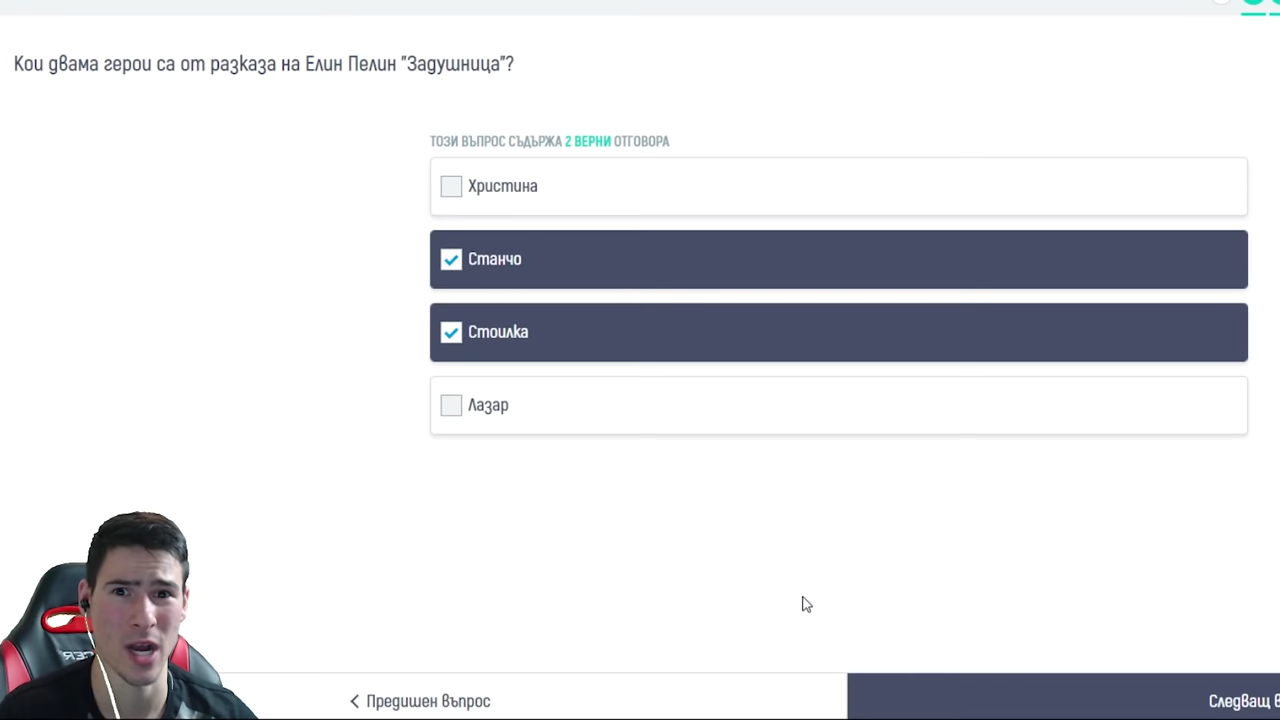 Кои двама герои са от разказа на Елин Пелин "Задушница"?
ТОЗИ ВЪПРОС СЪДЪРЖА 2 ВЕРНИ ОТГОВОРА
Христина
Станчо
Стоилка
Лазар
Предишен въпрос
Следващ в